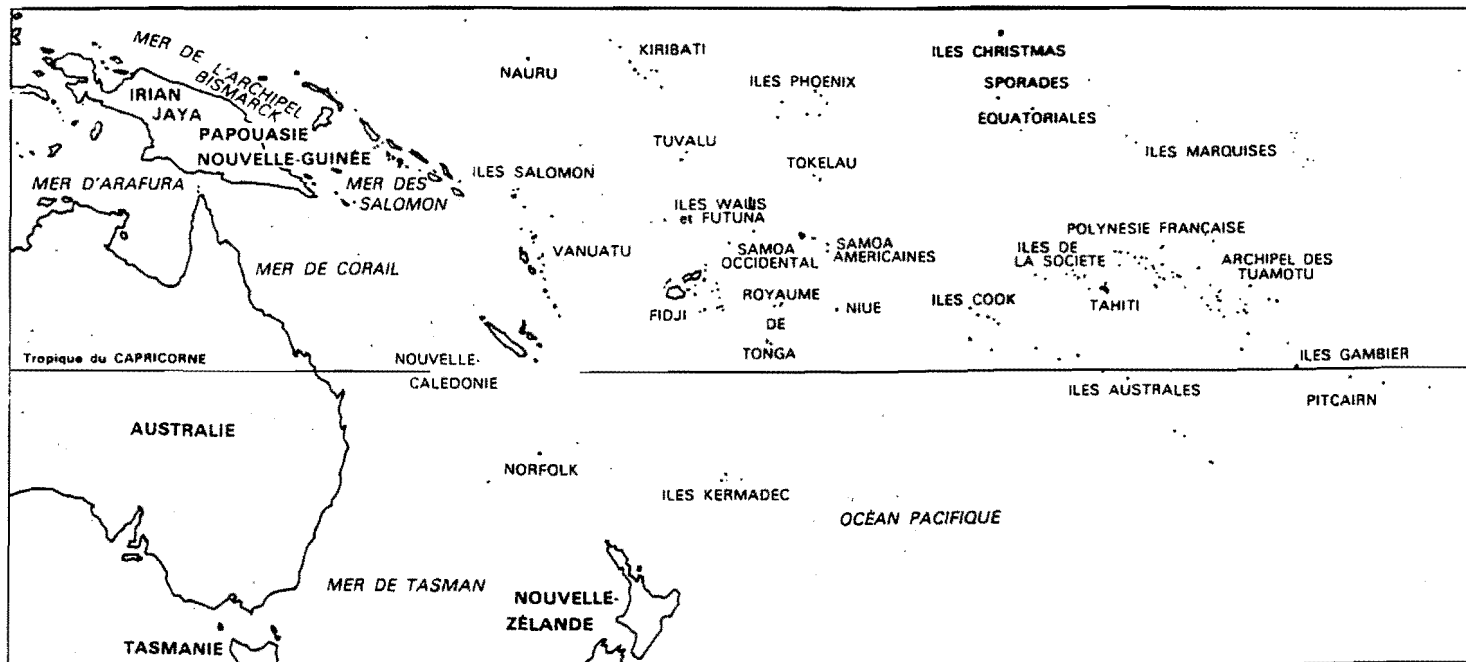 MER DE L'ARCHIPEL
BISMARCK
IRIAN
JAYA
PAPOUASIE
NOUVELLE-GUINÉE
MER D'ARAFURA
MER DES
SALOMON
ILES SALOMON
NAURU
KIRIBATI
ILES PHOENIX
ILES CHRISTMAS
SPORADES
ÉQUATORIALES
TUVALU
TOKELAU
ILES MARQUISES
ILES WALLIS
et FUTUNA
VANUATU
MER DE CORAIL
SAMOA
OCCIDENTAL
SAMOA
AMERICAINES
POLYNESIE FRANÇAISE
ILES DE
LA SOCIETE
ARCHIPEL DES
TUAMOTU
FIDJI
ROYAUME
DE
TONGA
NIUE
ILES COOK
TAHITI
Tropique du CAPRICORNE
NOUVELLE-
CALEDONIE
ILES GAMBIER
ILES AUSTRALES
PITCAIRN
AUSTRALIE
NORFOLK
ILES KERMADEC
OCÉAN PACIFIQUE
MER DE TASMAN
NOUVELLE-
ZÉLANDE
TASMANIE